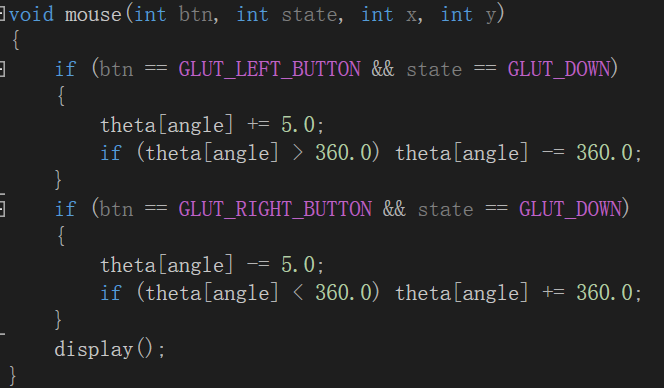 void mouse(int btn, int state, int x, int y)
{
if (btn == GLUT_LEFT_BUTTON && state == GLUT_DOWN)
{
theta[angle] += 5.0;
if (theta[angle] > 360.0) theta[angle] -= 360.0;
}
if (btn == GLUT_RIGHT_BUTTON && state == GLUT_DOWN)
{
theta[angle] -= 5.0;
if (theta[angle] < 360.0) theta[angle] += 360.0;
}
display();
}